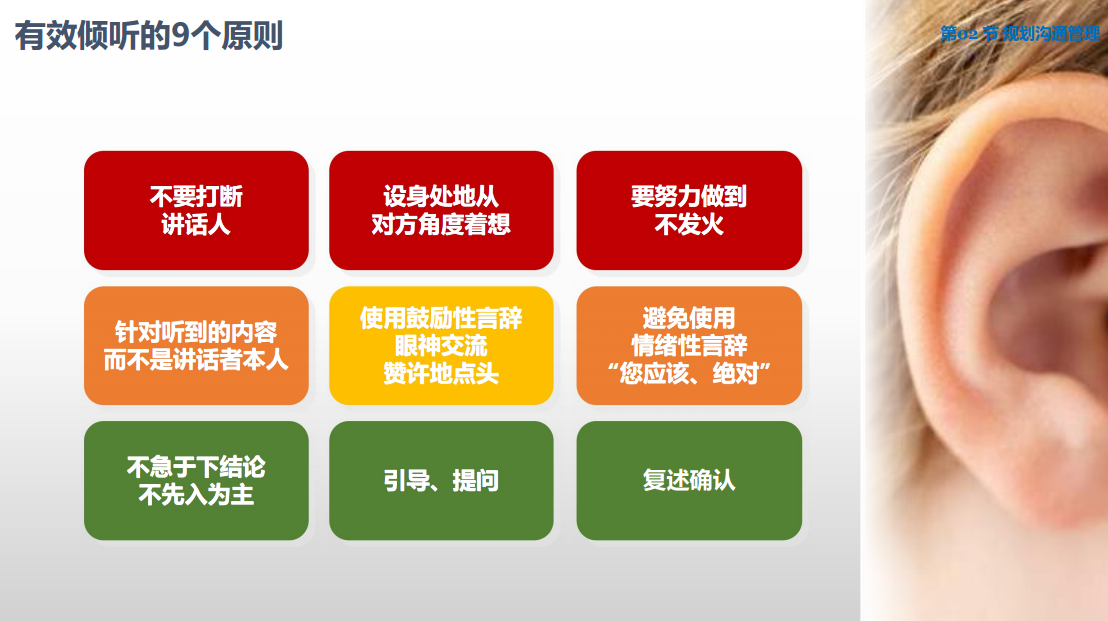 有效倾听的9个原则
第02 节 规划沟通管理
不要打断
讲话人
设身处地从
对方角度着想
要努力做到
不发火
针对听到的内容
而不是讲话者本人
使用鼓励性言辞
眼神交流
赞许地点头
避免使用
情绪性言辞
“您应该、绝对”
不急于下结论
不先入为主
引导、提问
复述确认